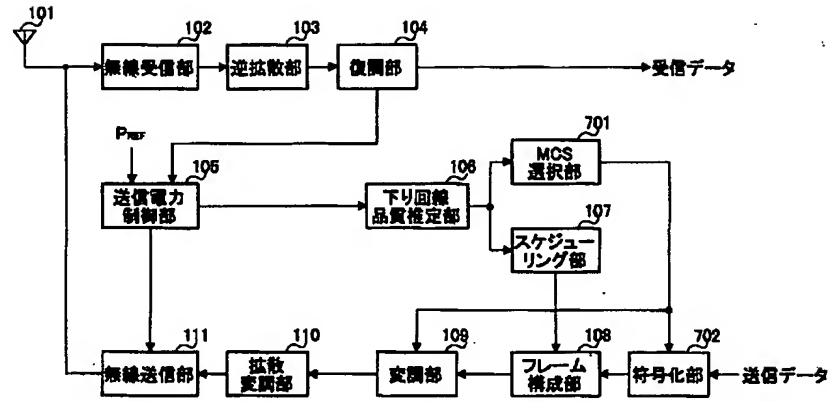 101
102
103
104
無線受信部
逆拡散部
復調部
受信データ
PREF
105
送信電力
制御部
106
下り回線
品質推定部
701
MCS
選択部
107
スケジュー
リング部
111
無線送信部
110
拡散
変調部
109
変調部
108
フレーム
構成部
702
符号化部
送信データ